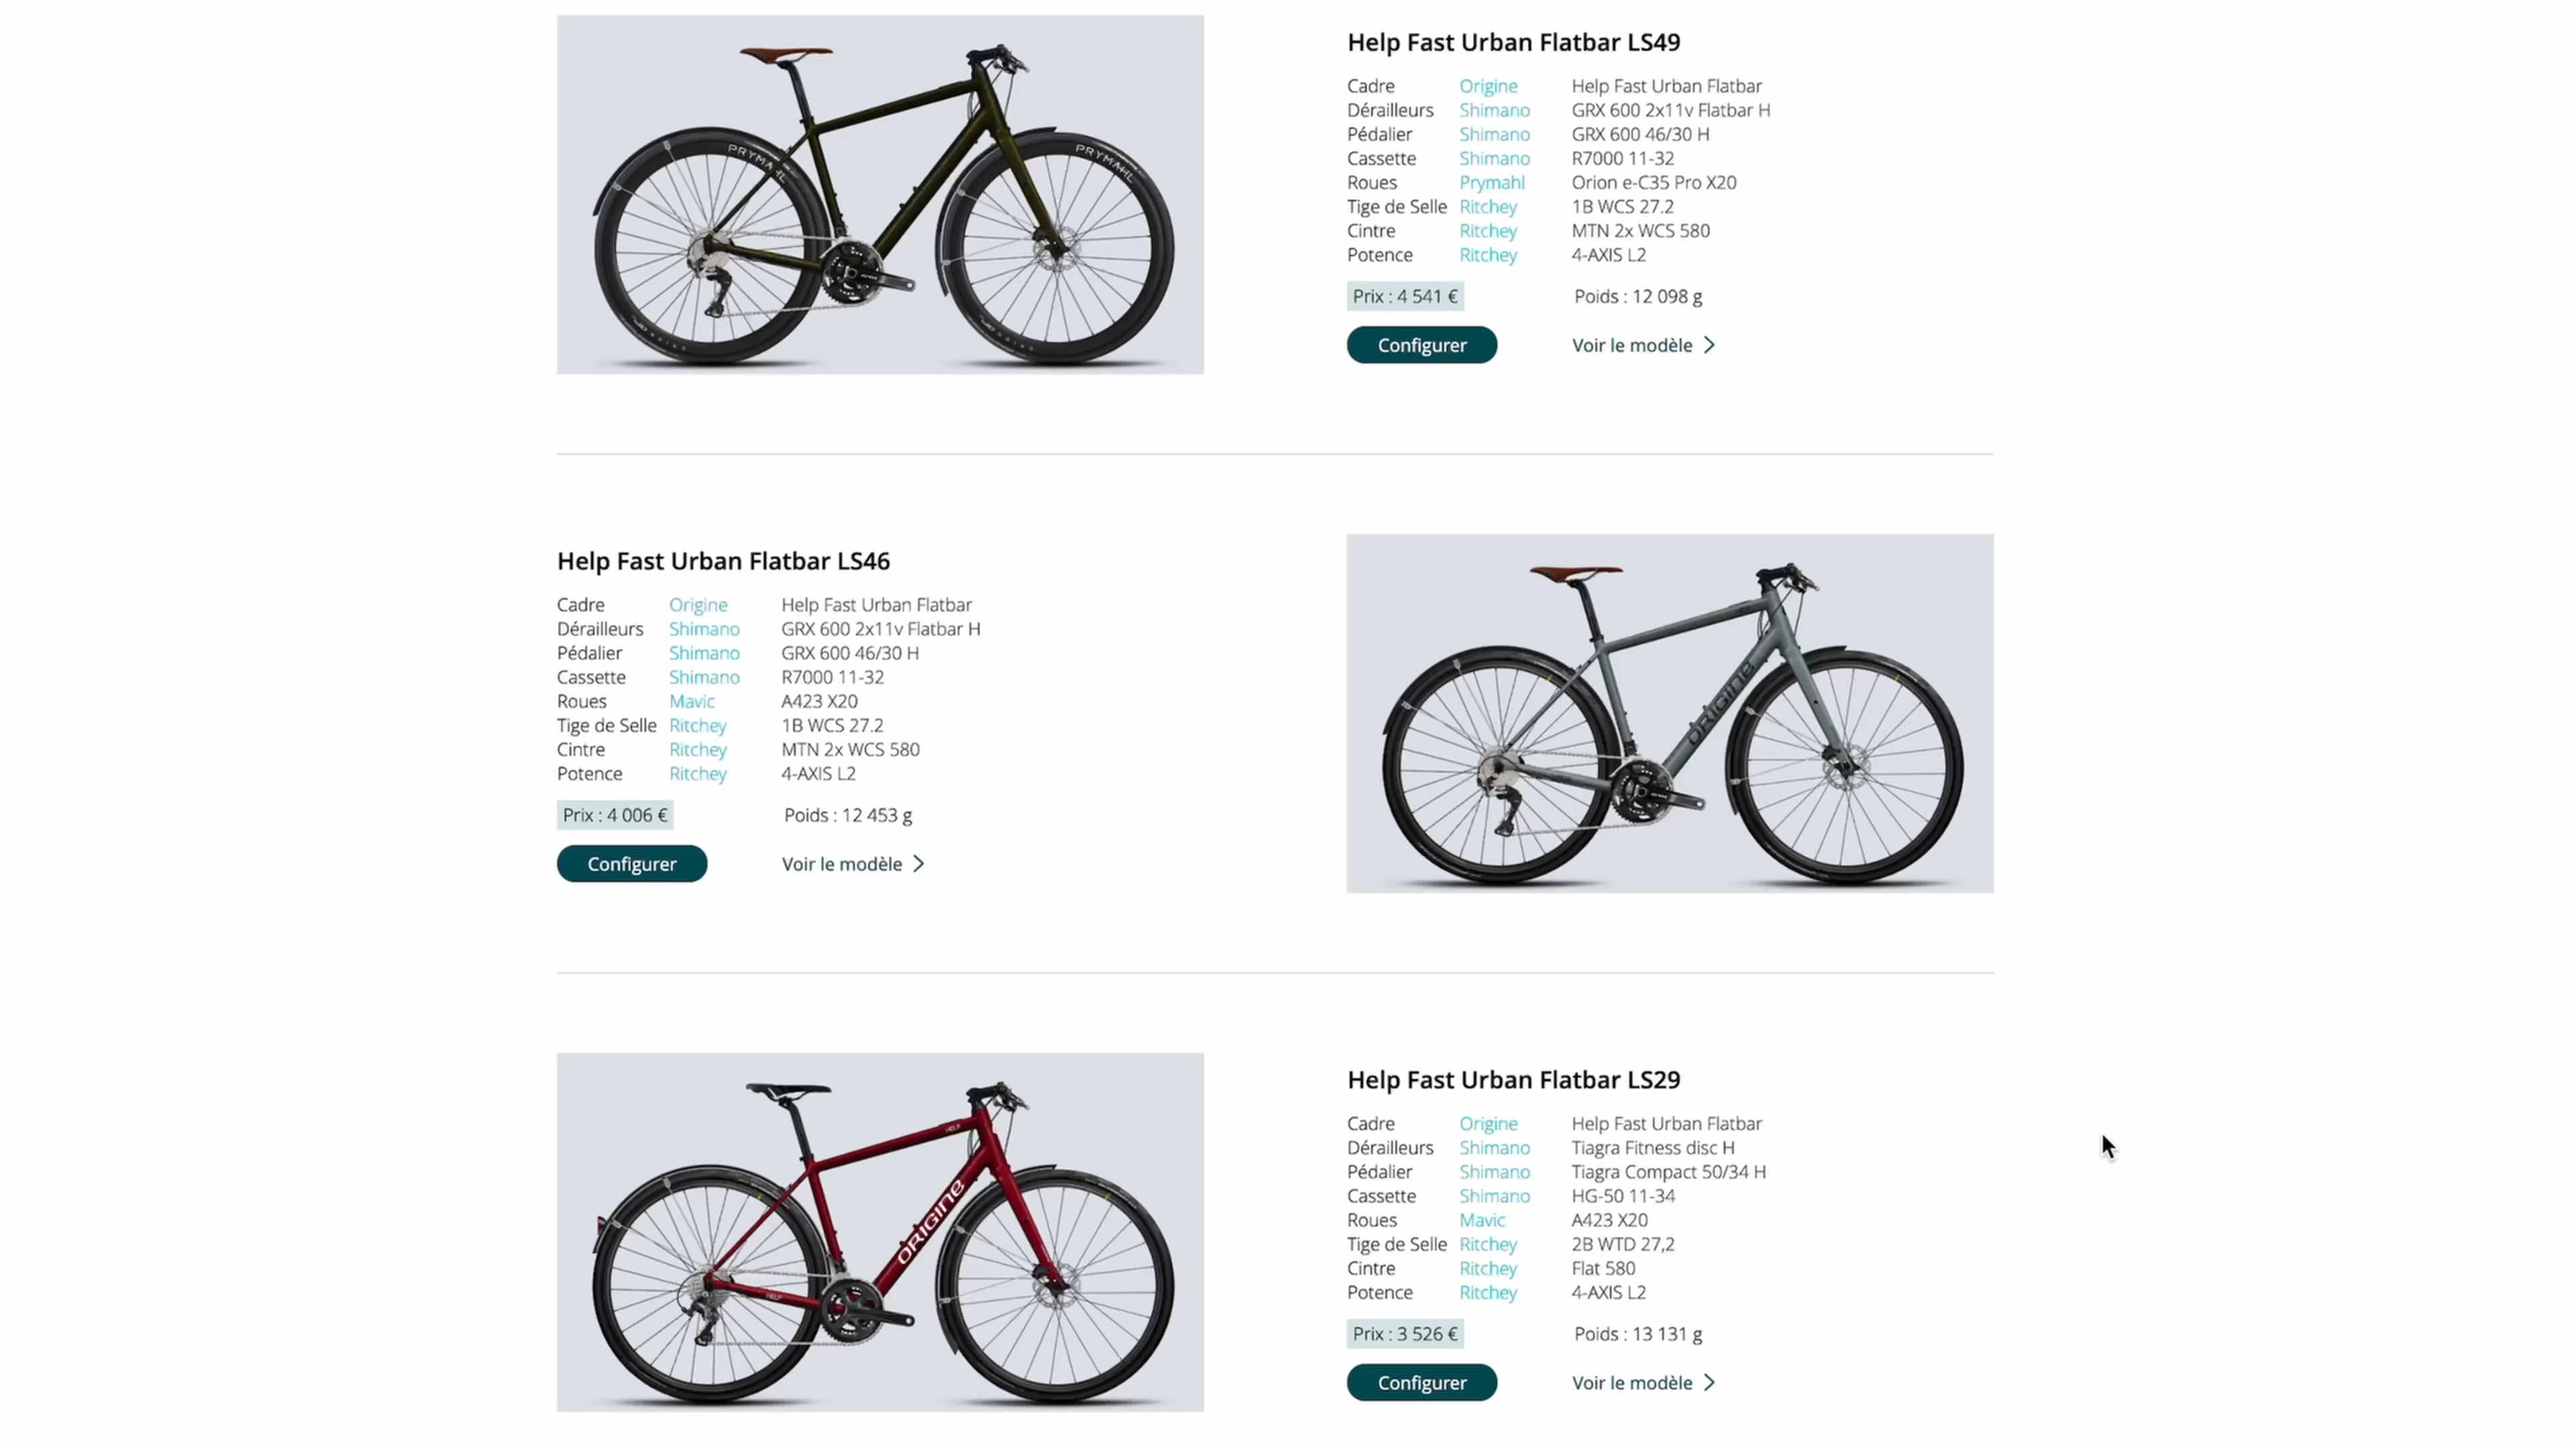 PRYMAHL
PRYMAHL
Help Fast Urban Flatbar LS49
Cadre Origine Help Fast Urban Flatbar
Dérailleurs Shimano GRX 600 2x11v Flatbar H
Pédalier Shimano GRX 600 46/30 H
Cassette Shimano R7000 11-32
Roues Prymahl Orion e-C35 Pro X20
Tige de Selle Ritchey 1B WCS 27.2
Cintre Ritchey MTN 2x WCS 580
Potence Ritchey 4-AXIS L2
Prix : 4 541 € Poids : 12 098 g
Configurer Voir le modèle
Help Fast Urban Flatbar LS46
Cadre Origine Help Fast Urban Flatbar
Dérailleurs Shimano GRX 600 2x11v Flatbar H
Pédalier Shimano GRX 600 46/30 H
Cassette Shimano R7000 11-32
Roues Mavic A423 X20
Tige de Selle Ritchey 1B WCS 27.2
Cintre Ritchey MTN 2x WCS 580
Potence Ritchey 4-AXIS L2
Prix : 4 006 € Poids : 12 453 g
Configurer Voir le modèle
ORIGINE
HELP
ORIGINE
HELP
Help Fast Urban Flatbar LS29
Cadre Origine Help Fast Urban Flatbar
Dérailleurs Shimano Tiagra Fitness disc H
Pédalier Shimano Tiagra Compact 50/34 H
Cassette Shimano HG-50 11-34
Roues Mavic A423 X20
Tige de Selle Ritchey 2B WTD 27,2
Cintre Ritchey Flat 580
Potence Ritchey 4-AXIS L2
Prix : 3 526 € Poids : 13 131 g
Configurer Voir le modèle